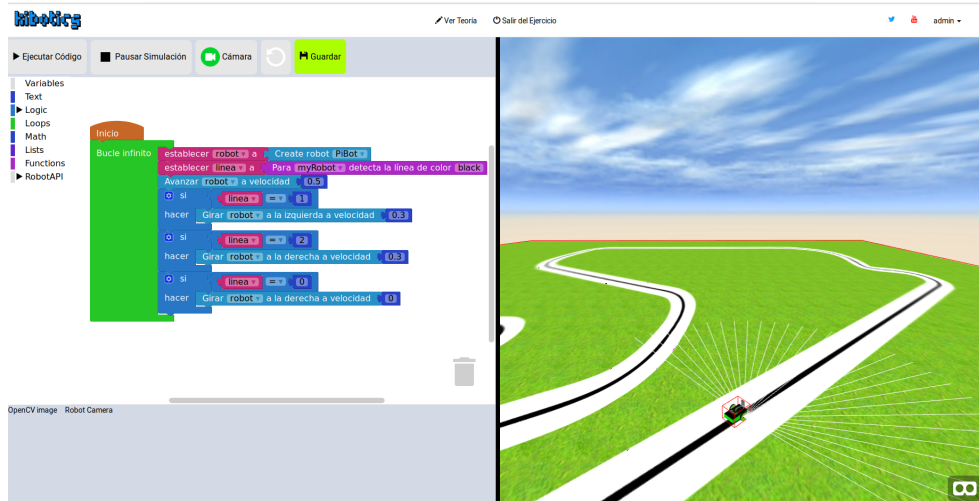 kibotics
Ver Teoría
Salir del Ejercicio
admin
Ejecutar Código
Pausar Simulación
Cámara
Guardar
Variables
Text
Logic
Loops
Math
Lists
Functions
RobotAPI
Inicio
Bucle infinito
establecer robot a Create robot PiBot
establecer linea a Para myRobot detecta la línea de color black
Avanzar robot a velocidad 0.5
si linea = 1
hacer Girar robot a la izquierda a velocidad 0.3
si linea = 2
hacer Girar robot a la derecha a velocidad 0.3
si linea = 0
hacer Girar robot a la derecha a velocidad 0
OpenCV image Robot Camera